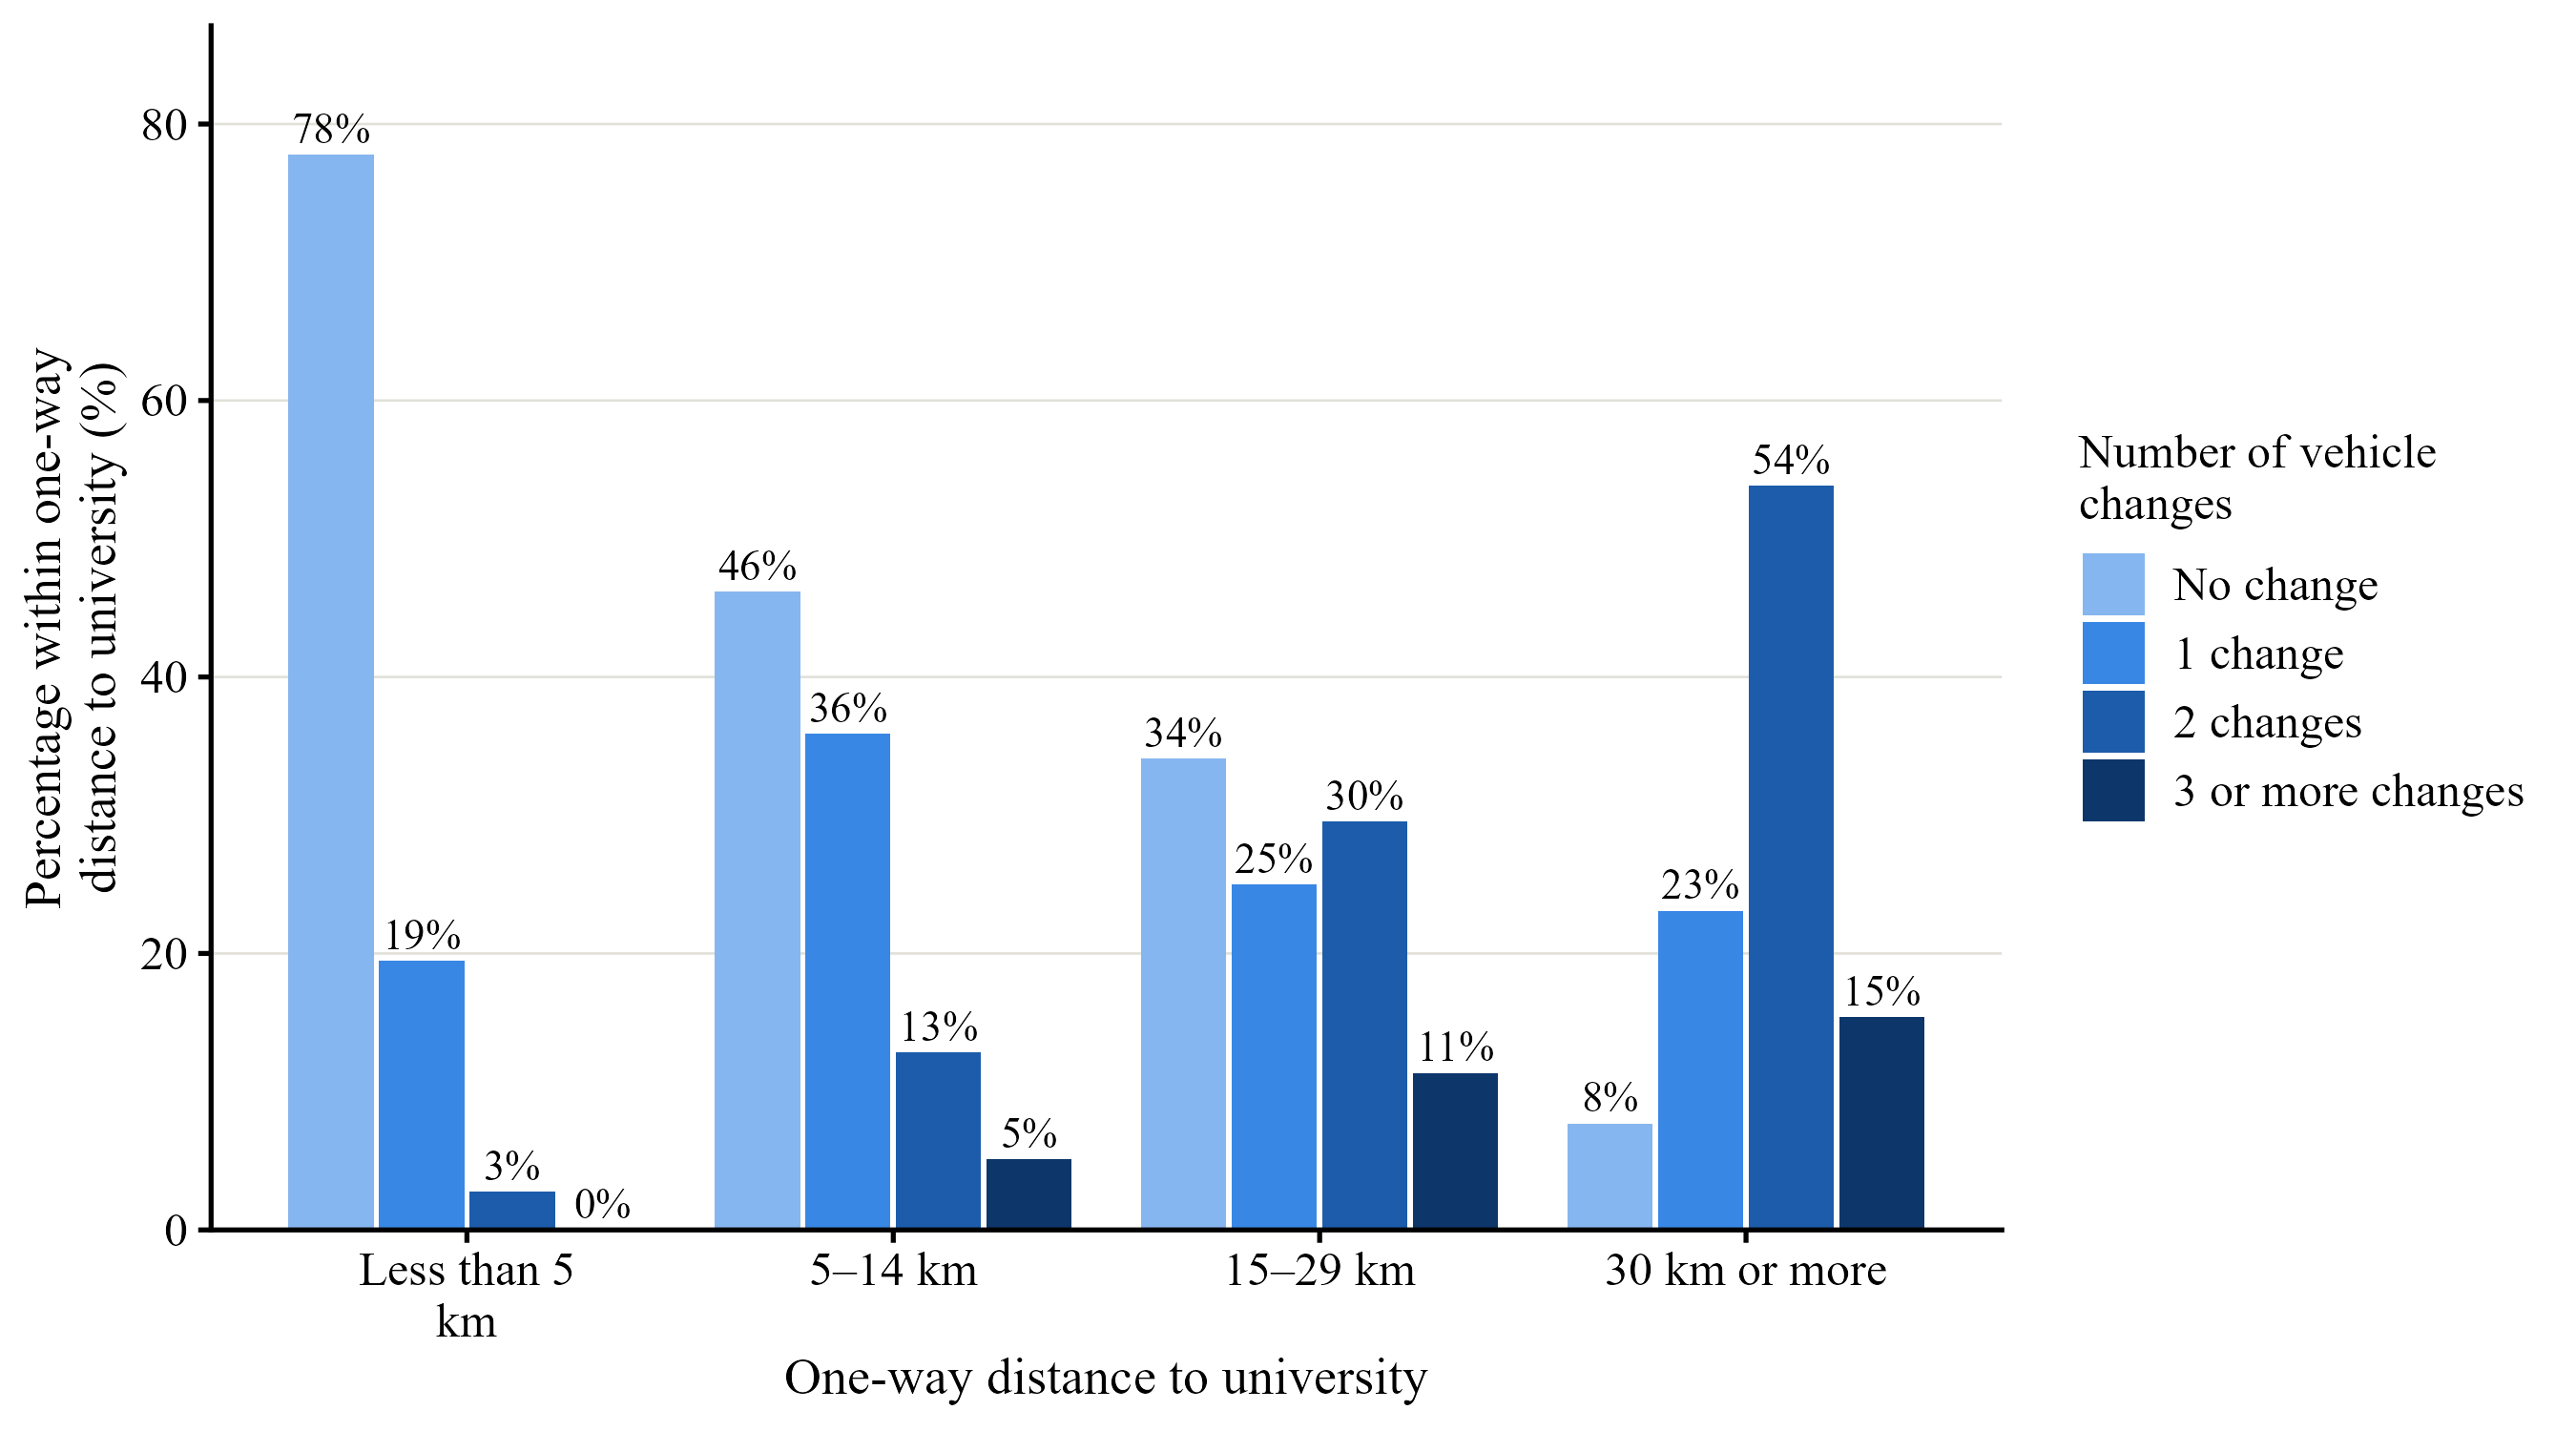 Percentage within one-way
distance to university (%)
80
60
40
20
0
78%
19%
3%
0%
46%
36%
13%
5%
34%
25%
30%
11%
8%
23%
54%
15%
Less than 5
km
5–14 km
15–29 km
30 km or more
One-way distance to university
Number of vehicle
changes
No change
1 change
2 changes
3 or more changes